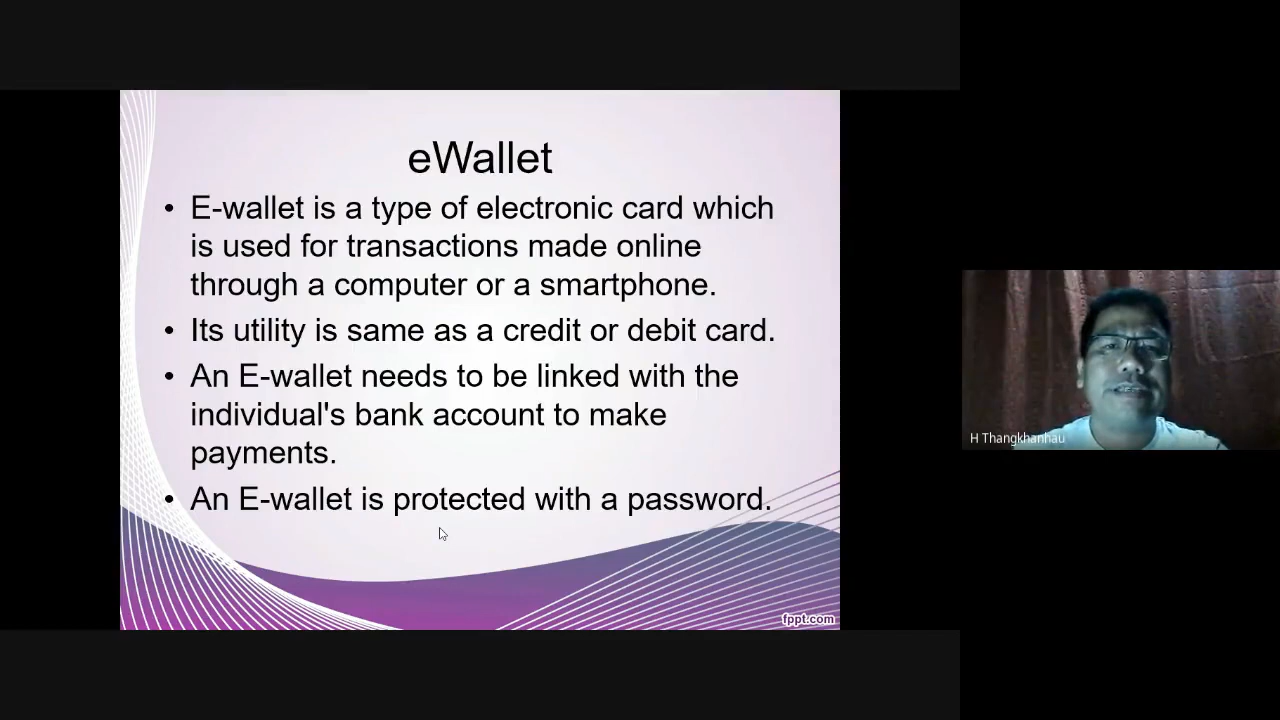 eWallet
• E-wallet is a type of electronic card which
is used for transactions made online
through a computer or a smartphone.
• Its utility is same as a credit or debit card.
• An E-wallet needs to be linked with the
individual's bank account to make
payments.
• An E-wallet is protected with a password.
fppt.com
H Thangkhanhau